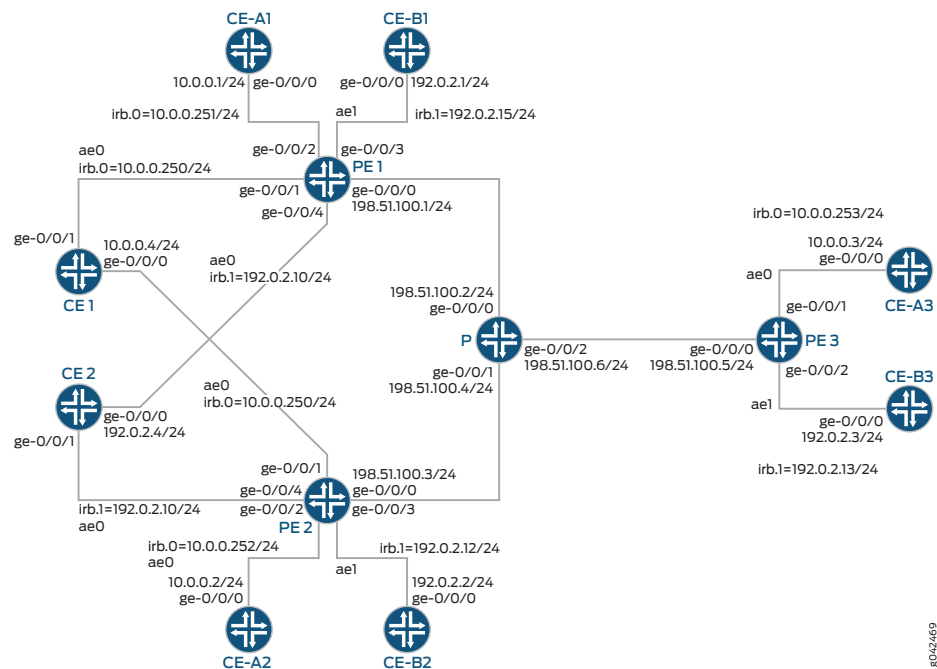 CE-A1
CE-B1
10.0.0.1/24
ge-0/0/0
ge-0/0/0
192.0.2.1/24
irb.0=10.0.0.251/24
ae1
irb.1=192.0.2.15/24
ae0
irb.0=10.0.0.250/24
ge-0/0/2
ge-0/0/3
PE 1
ge-0/0/1
ge-0/0/0
198.51.100.1/24
ge-0/0/4
ge-0/0/1
10.0.0.4/24
ge-0/0/0
CE 1
ae0
irb.1=192.0.2.10/24
irb.0=10.0.0.253/24
10.0.0.3/24
ge-0/0/0
ae0
CE-A3
198.51.100.2/24
ge-0/0/0
ge-0/0/1
P
PE 3
ge-0/0/2
198.51.100.6/24
ge-0/0/0
198.51.100.5/24
ge-0/0/1
198.51.100.4/24
ge-0/0/2
CE 2
ge-0/0/0
192.0.2.4/24
ge-0/0/1
ae0
irb.0=10.0.0.250/24
CE-B3
ae1
ge-0/0/0
192.0.2.3/24
irb.1=192.0.2.13/24
ge-0/0/1
198.51.100.3/24
ge-0/0/4
ge-0/0/0
irb.1=192.0.2.10/24
ae0
ge-0/0/2
ge-0/0/3
PE 2
irb.0=10.0.0.252/24
ae0
irb.1=192.0.2.12/24
ae1
10.0.0.2/24
ge-0/0/0
192.0.2.2/24
ge-0/0/0
CE-A2
CE-B2
g042469